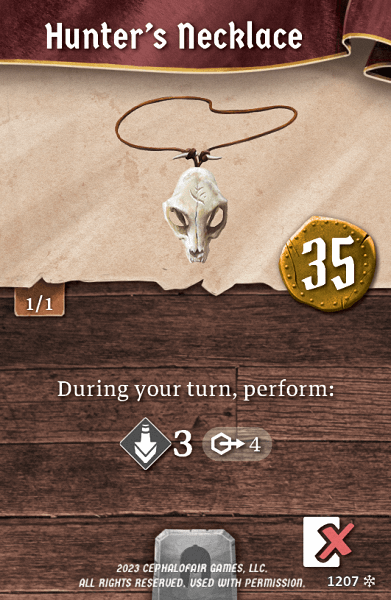 Hunter's Necklace
35
1/1
During your turn, perform:
3 4
2023 CEPHALOFAIR GAMES, LLC.
ALL RIGHTS RESERVED. USED WITH PERMISSION.
1207